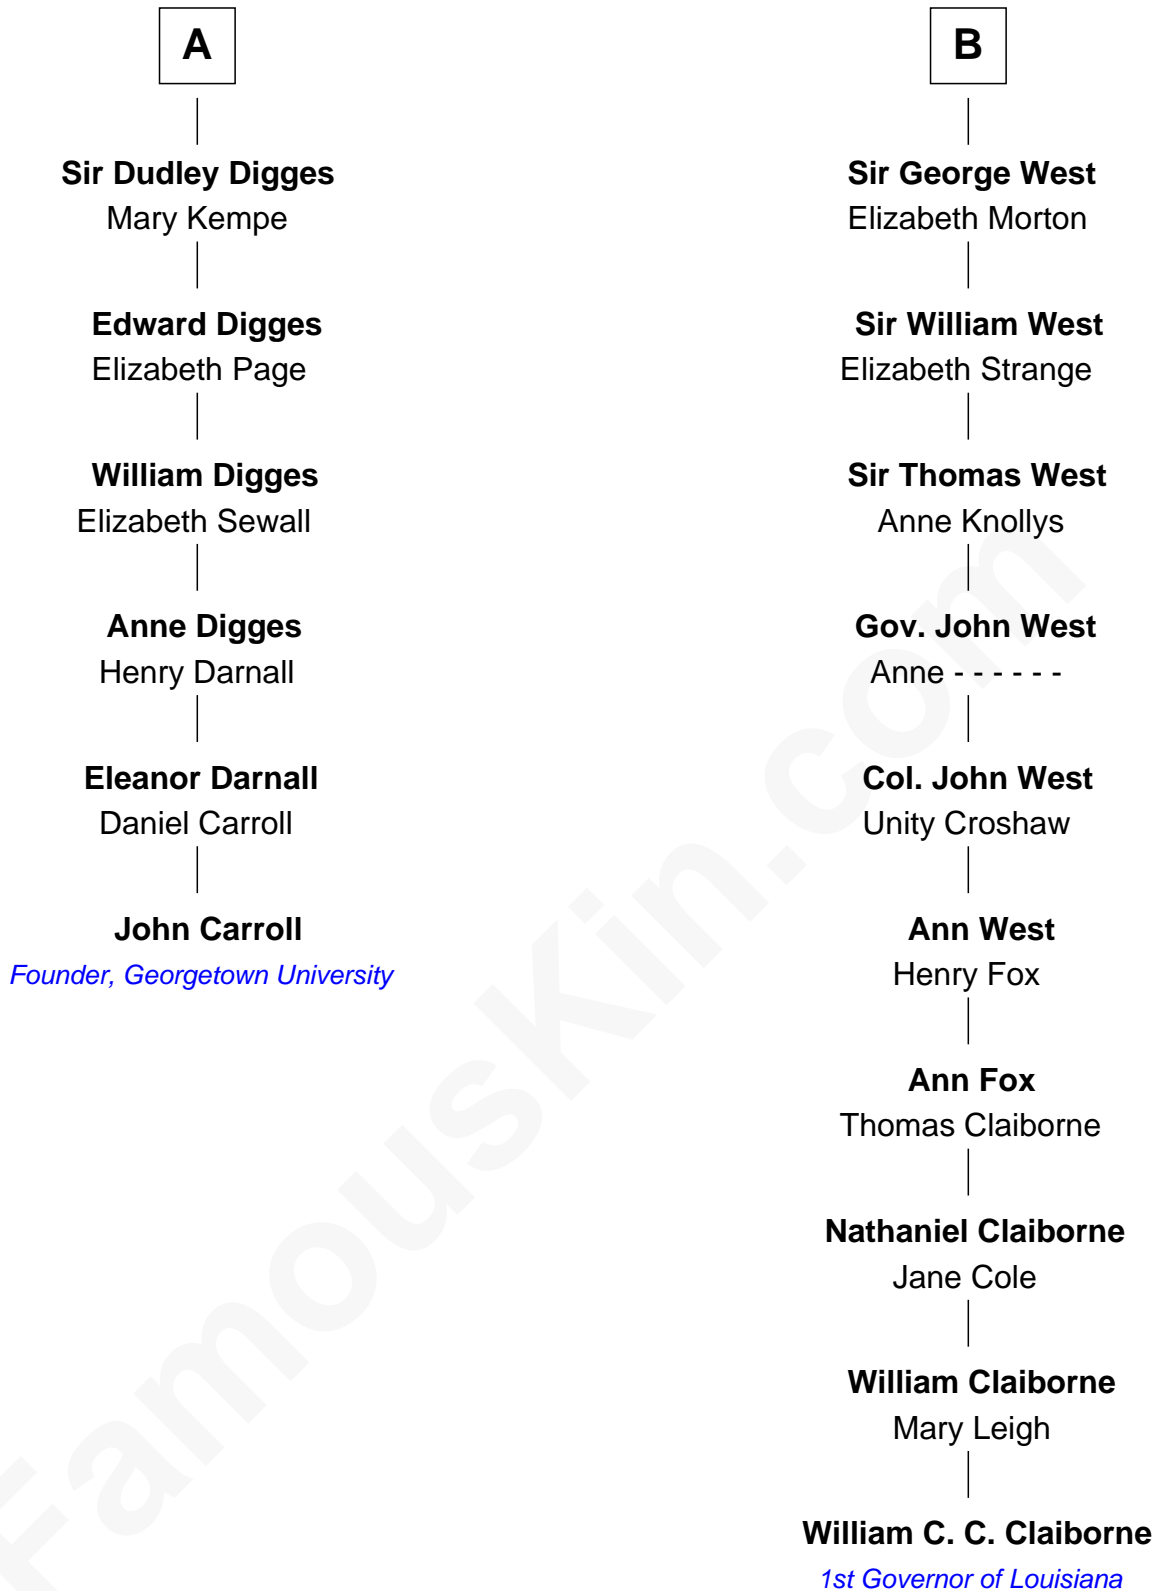 A
Sir Dudley Digges
Mary Kempe
Edward Digges
Elizabeth Page
William Digges
Elizabeth Sewall
Anne Digges
Henry Darnall
Eleanor Darnall
Daniel Carroll
John Carroll
Founder, Georgetown University
B
Sir George West
Elizabeth Morton
Sir William West
Elizabeth Strange
Sir Thomas West
Anne Knollys
Gov. John West
Anne - - - - - -
Col. John West
Unity Croshaw
Ann West
Henry Fox
Ann Fox
Thomas Claiborne
Nathaniel Claiborne
Jane Cole
William Claiborne
Mary Leigh
William C. C. Claiborne
1st Governor of Louisiana
FamousKin.com